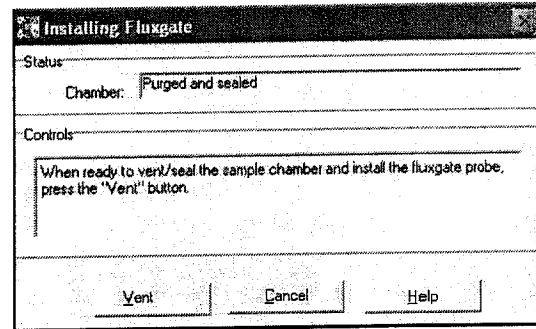 Installing Fluxgate
Status
Chamber: Purged and sealed
Controls
When ready to vent/seal the sample chamber and install the fluxgate probe,
press the "Vent" button.
Vent Cancel Help